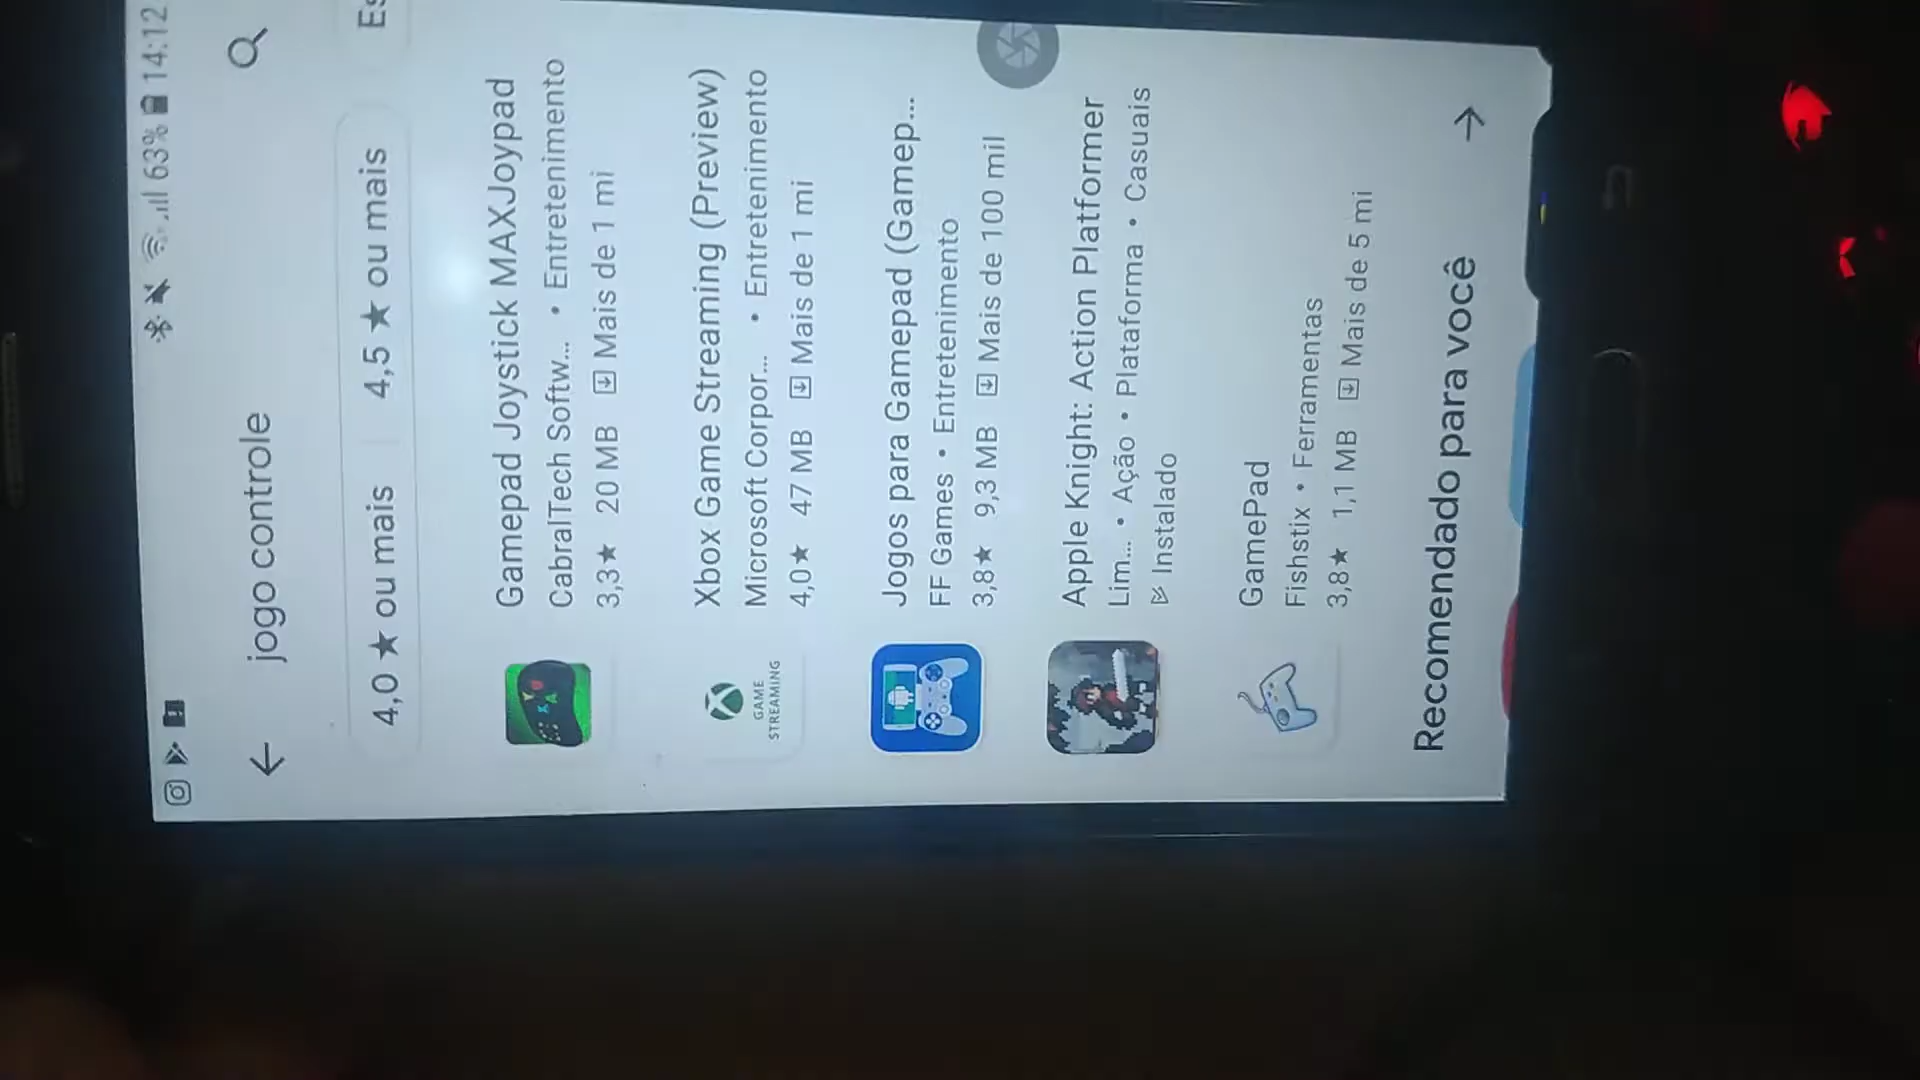 63% 14:12
jogo controle
4,0 ★ ou mais
4,5 ★ ou mais
Es
Gamepad Joystick MAXJoypad
CabralTech Softw... • Entretenimento
3,3★ 20 MB Mais de 1 mi
GAME
STREAMING
Xbox Game Streaming (Preview)
Microsoft Corpor... • Entretenimento
4,0★ 47 MB Mais de 1 mi
Jogos para Gamepad (Gamep...
FF Games • Entretenimento
3,8★ 9,3 MB Mais de 100 mil
Apple Knight: Action Platformer
Lim... • Ação • Plataforma • Casuais
Instalado
GamePad
Fishstix • Ferramentas
3,8★ 1,1 MB Mais de 5 mi
Recomendado para você